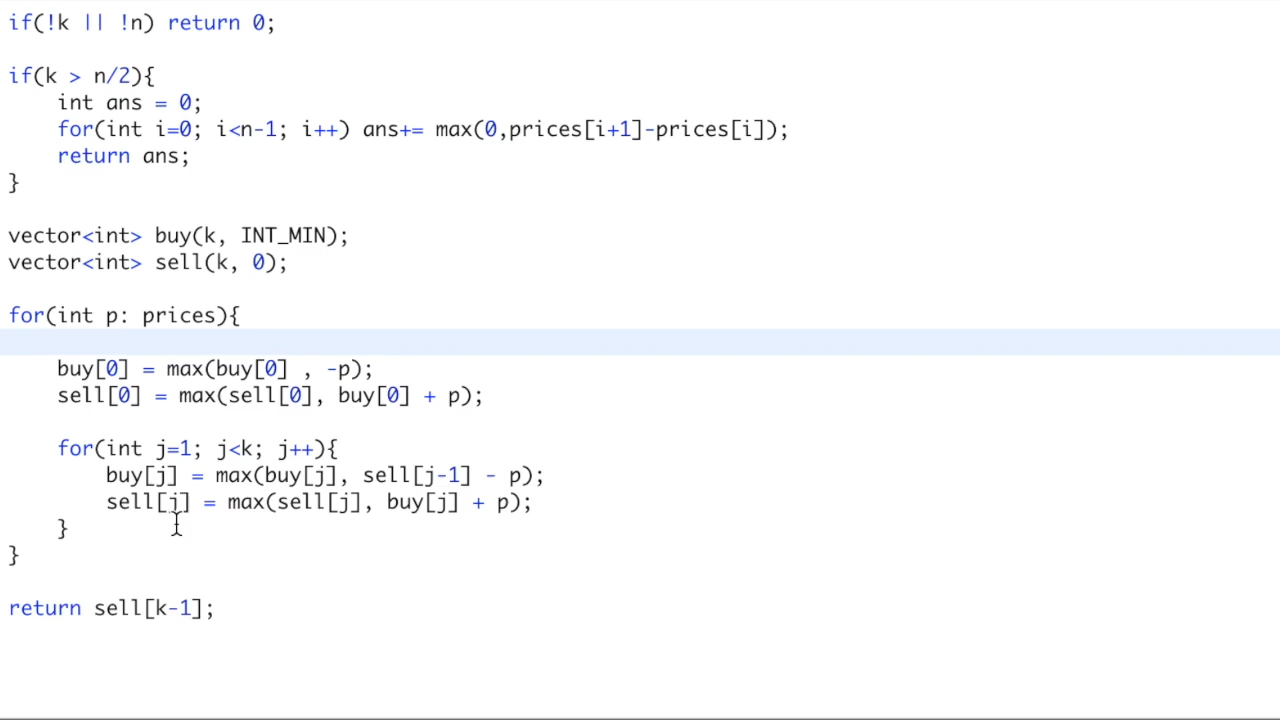 if(!k || !n) return 0;
if(k > n/2){
    int ans = 0;
    for(int i=0; i<n-1; i++) ans+= max(0,prices[i+1]-prices[i]);
    return ans;
}
vector<int> buy(k, INT_MIN);
vector<int> sell(k, 0);
for(int p: prices){
    buy[0] = max(buy[0] , -p);
    sell[0] = max(sell[0], buy[0] + p);
    for(int j=1; j<k; j++){
        buy[j] = max(buy[j], sell[j-1] - p);
        sell[j] = max(sell[j], buy[j] + p);
    }
}
return sell[k-1];